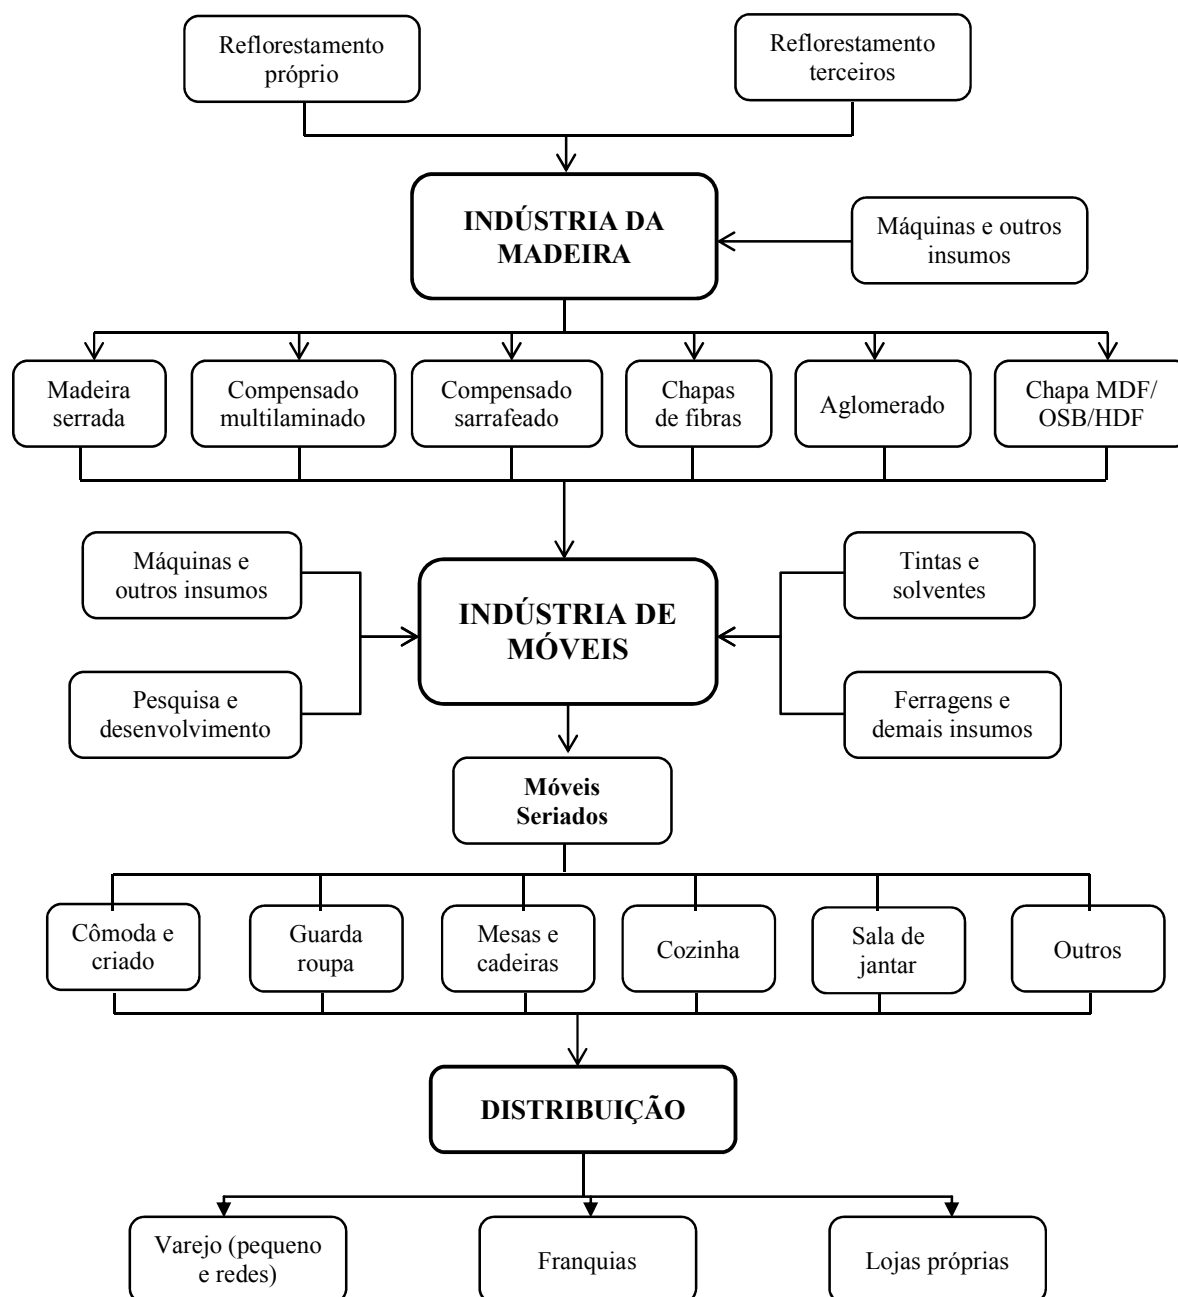 Reflorestamento
próprio
Reflorestamento
terceiros
INDÚSTRIA DA
MADEIRA
Máquinas e outros
insumos
Madeira
serrada
Compensado
multilaminado
Compensado
sarrafeado
Chapas
de fibras
Aglomerado
Chapa MDF/
OSB/HDF
Máquinas e
outros insumos
Tintas e
solventes
INDÚSTRIA DE
MÓVEIS
Pesquisa e
desenvolvimento
Ferragens e
demais insumos
Móveis
Seriados
Cômoda e
criado
Guarda
roupa
Mesas e
cadeiras
Cozinha
Sala de
jantar
Outros
DISTRIBUIÇÃO
Varejo (pequeno
e redes)
Franquias
Lojas próprias